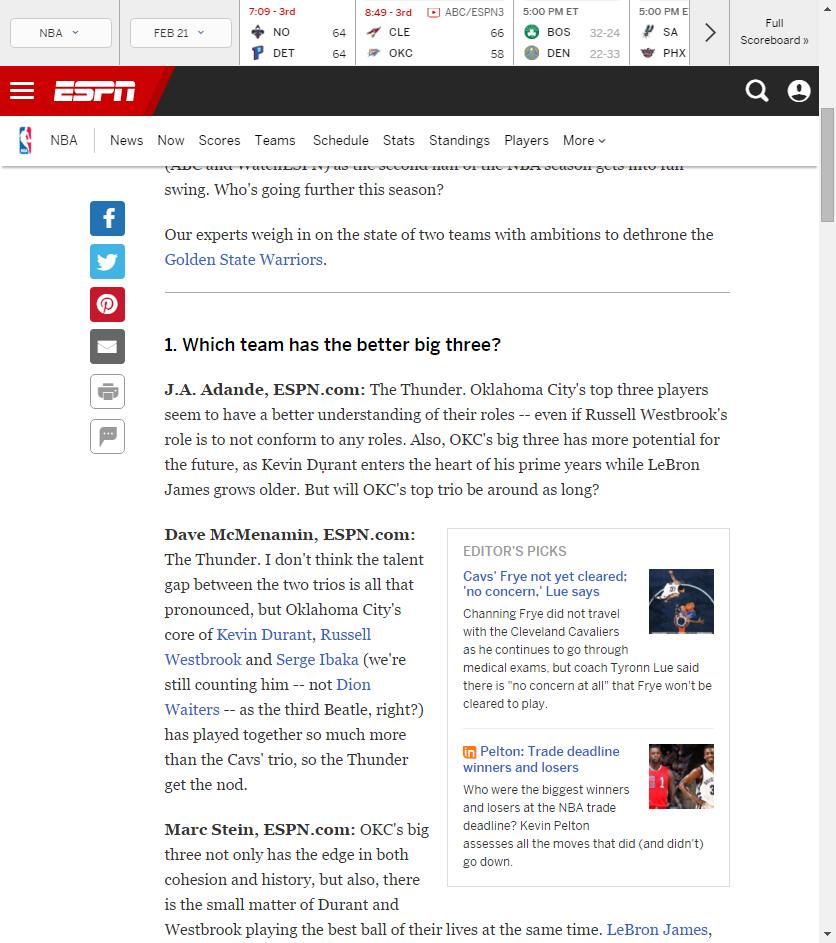 NBA
FEB 21
7:09 - 3rd
NO 64
DET 64
8:49 - 3rd ABC/ESPN3
CLE 66
OKC 58
5:00 PM ET
BOS 32-24
DEN 22-33
5:00 PM E
SA
PHX
Full
Scoreboard »
ESPN
NBA News Now Scores Teams Schedule Stats Standings Players More
(ABC and WatchESPN) as the second half of the NBA season gets into full
swing. Who's going further this season?
Our experts weigh in on the state of two teams with ambitions to dethrone the
Golden State Warriors.
1. Which team has the better big three?
J.A. Adande, ESPN.com: The Thunder. Oklahoma City's top three players
seem to have a better understanding of their roles -- even if Russell Westbrook's
role is to not conform to any roles. Also, OKC's big three has more potential for
the future, as Kevin Durant enters the heart of his prime years while LeBron
James grows older. But will OKC's top trio be around as long?
Dave McMenamin, ESPN.com:
The Thunder. I don't think the talent
gap between the two trios is all that
pronounced, but Oklahoma City's
core of Kevin Durant, Russell
Westbrook and Serge Ibaka (we're
still counting him -- not Dion
Waiters -- as the third Beatle, right?)
has played together so much more
than the Cavs' trio, so the Thunder
get the nod.
Marc Stein, ESPN.com: OKC's big
three not only has the edge in both
cohesion and history, but also, there
is the small matter of Durant and
Westbrook playing the best ball of their lives at the same time. LeBron James,
EDITOR'S PICKS
Cavs' Frye not yet cleared;
'no concern,' Lue says
Channing Frye did not travel
with the Cleveland Cavaliers
as he continues to go through
medical exams, but coach Tyronn Lue said
there is "no concern at all" that Frye won't be
cleared to play.
in Pelton: Trade deadline
winners and losers
Who were the biggest winners
and losers at the NBA trade
deadline? Kevin Pelton
assesses all the moves that did (and didn't)
go down.